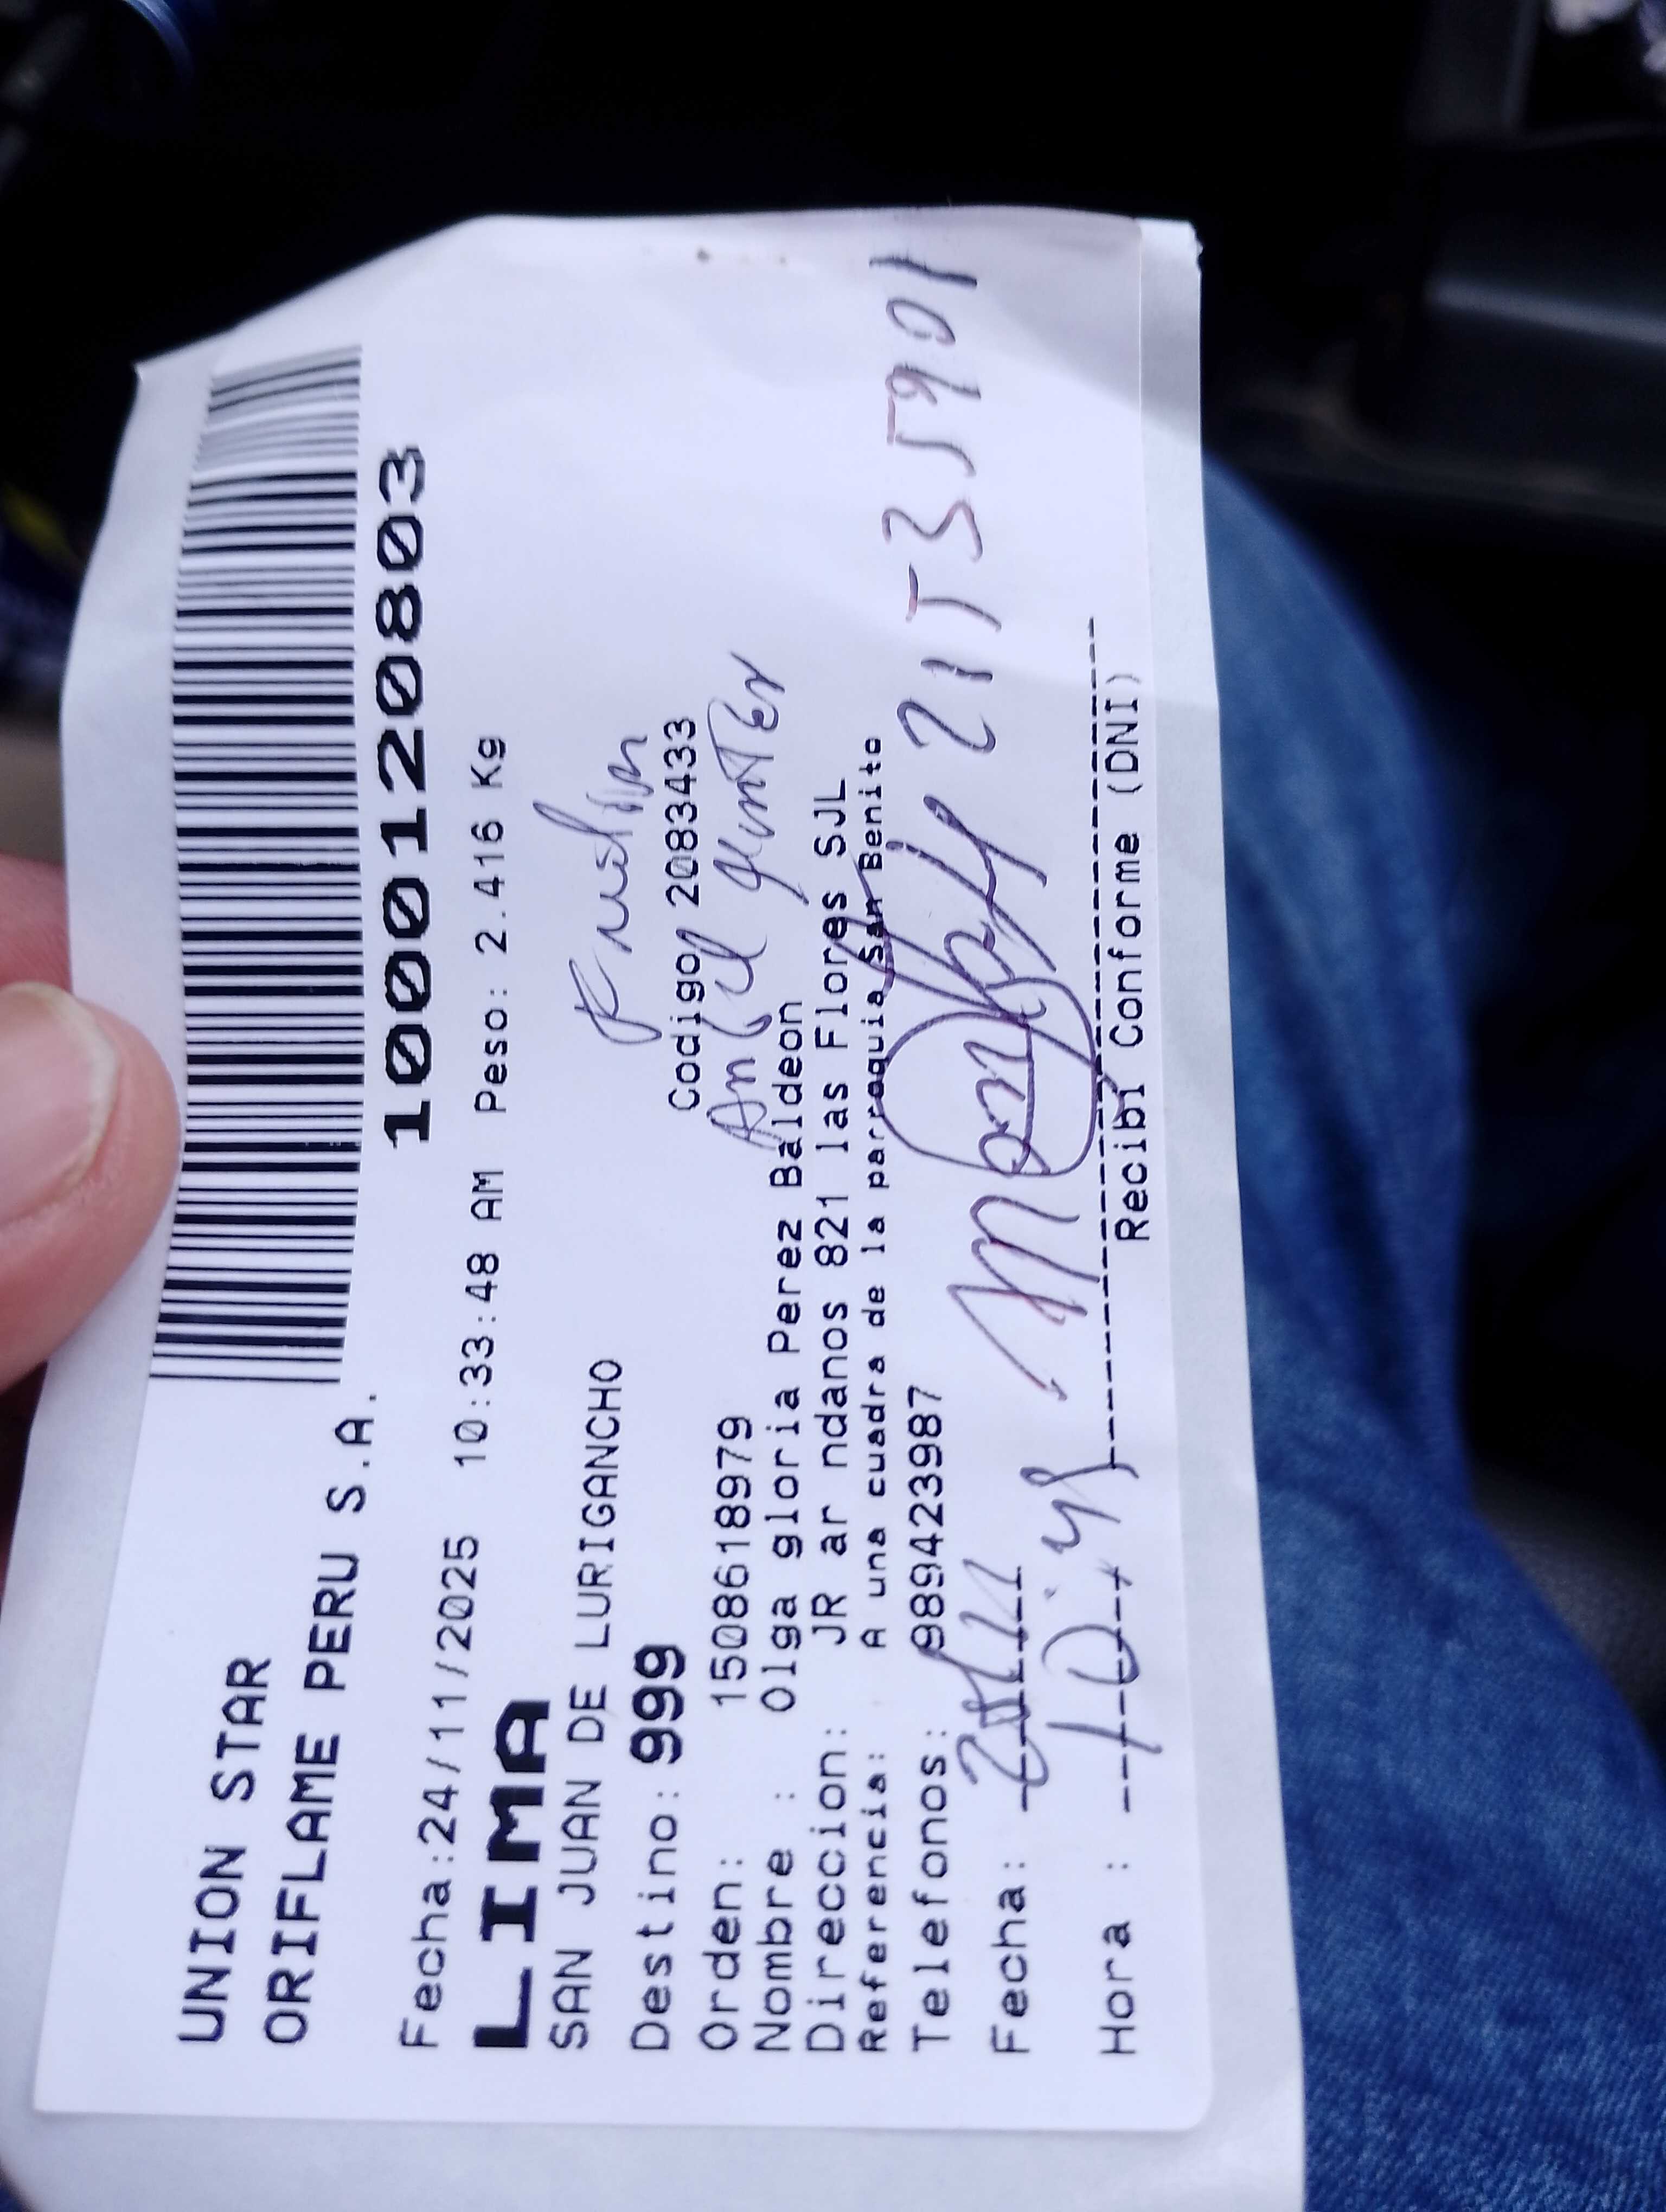 UNION STAR
ORIFLAME PERU S.A.
1000120803
Fecha:24/11/2025 10:33:48 AM Peso: 2.416 Kg
LIMA
SAN JUAN DE LURIGANCHO
Destino: 999
Codigo 2083433
Orden: 15086118979
Nombre : Olga gloria Perez Baldeon
Direccion: JR ar ndanos 821 las Flores SJL
Referencia: A una cuadra de la parroquia San Benito
Telefonos: 989423987
Fecha:
Hora :
Recibi Conforme (DNI)